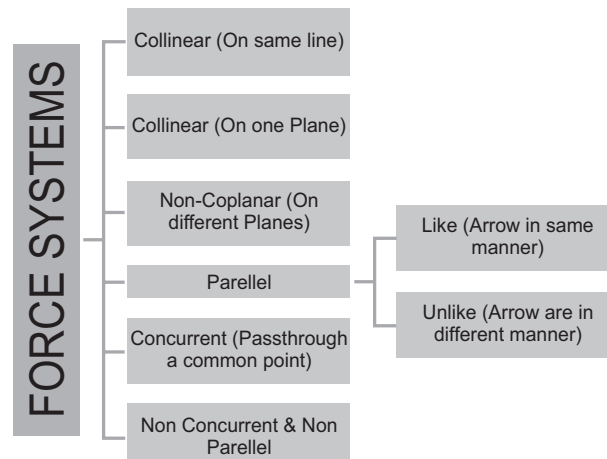 FORCE SYSTEMS
Collinear (On same line)
Collinear (On one Plane)
Non-Coplanar (On
different Planes)
Parellel
Like (Arrow in same
manner)
Unlike (Arrow are in
different manner)
Concurrent (Passthrough
a common point)
Non Concurrent & Non
Parellel